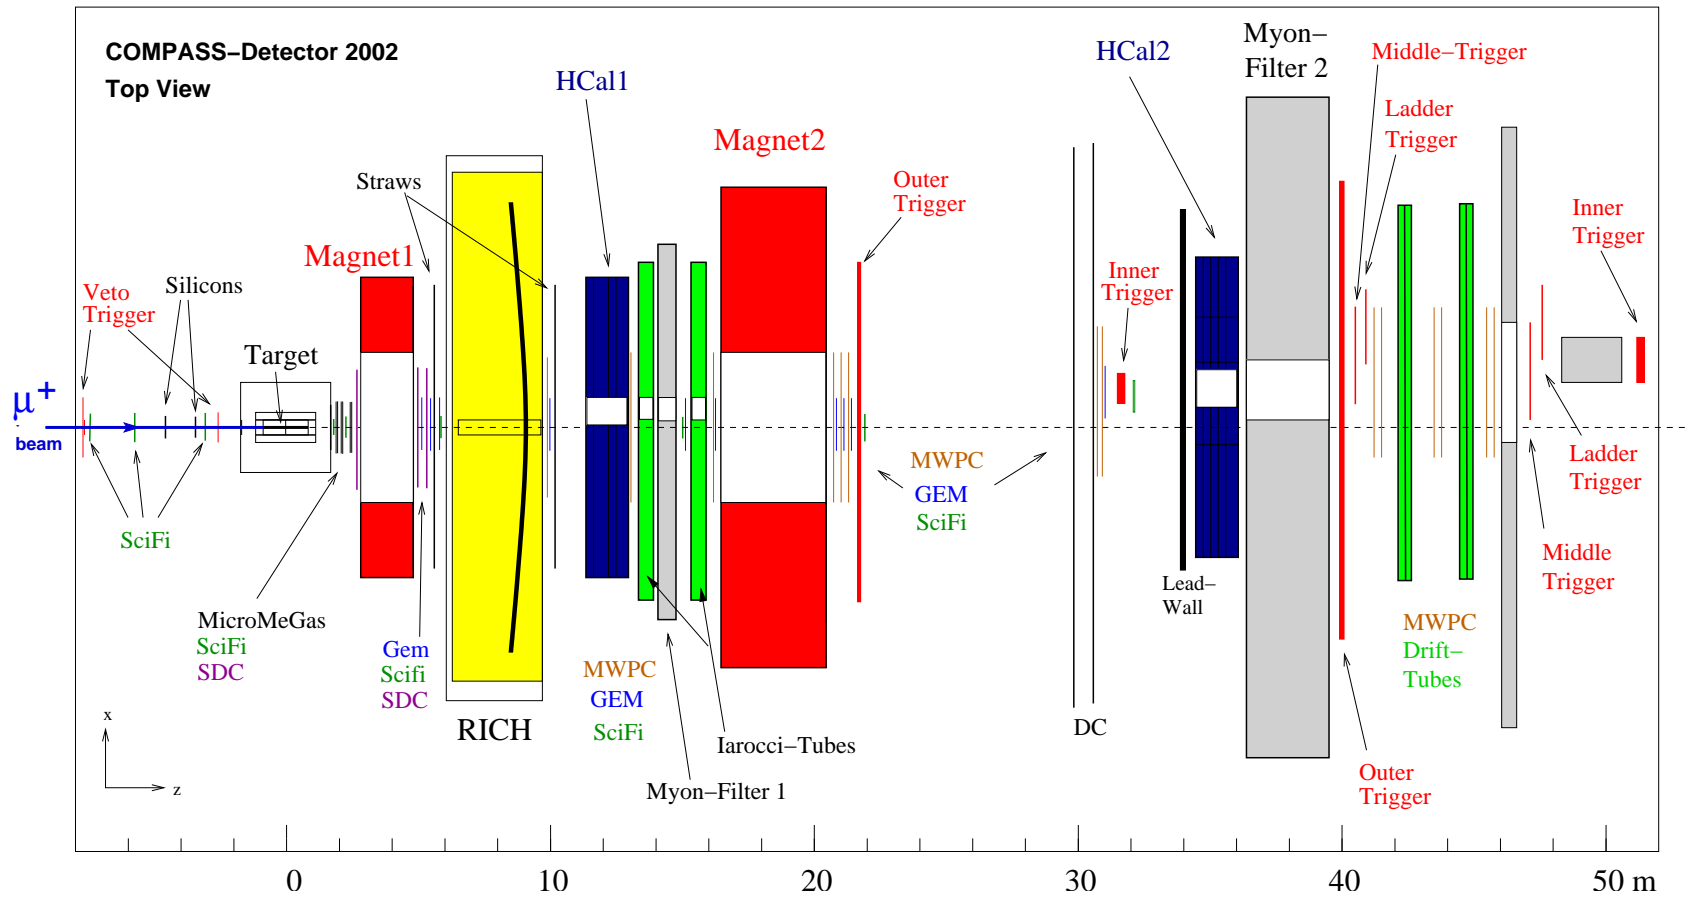 COMPASS−Detector 2002
Top View
HCal1
HCal2
Myon−
Filter 2
Middle−Trigger
Ladder
Trigger
Magnet2
Straws
Outer
Trigger
Inner
Trigger
Magnet1
Veto
Trigger
Silicons
Inner
Trigger
Target
μ+
beam
MWPC
GEM
SciFi
Ladder
Trigger
SciFi
Middle
Trigger
Lead−
Wall
MicroMeGas
SciFi
SDC
Gem
Scifi
SDC
MWPC
GEM
SciFi
MWPC
Drift−
Tubes
RICH
DC
Iarocci−Tubes
Myon−Filter 1
Outer
Trigger
x
z
0
10
20
30
40
50 m